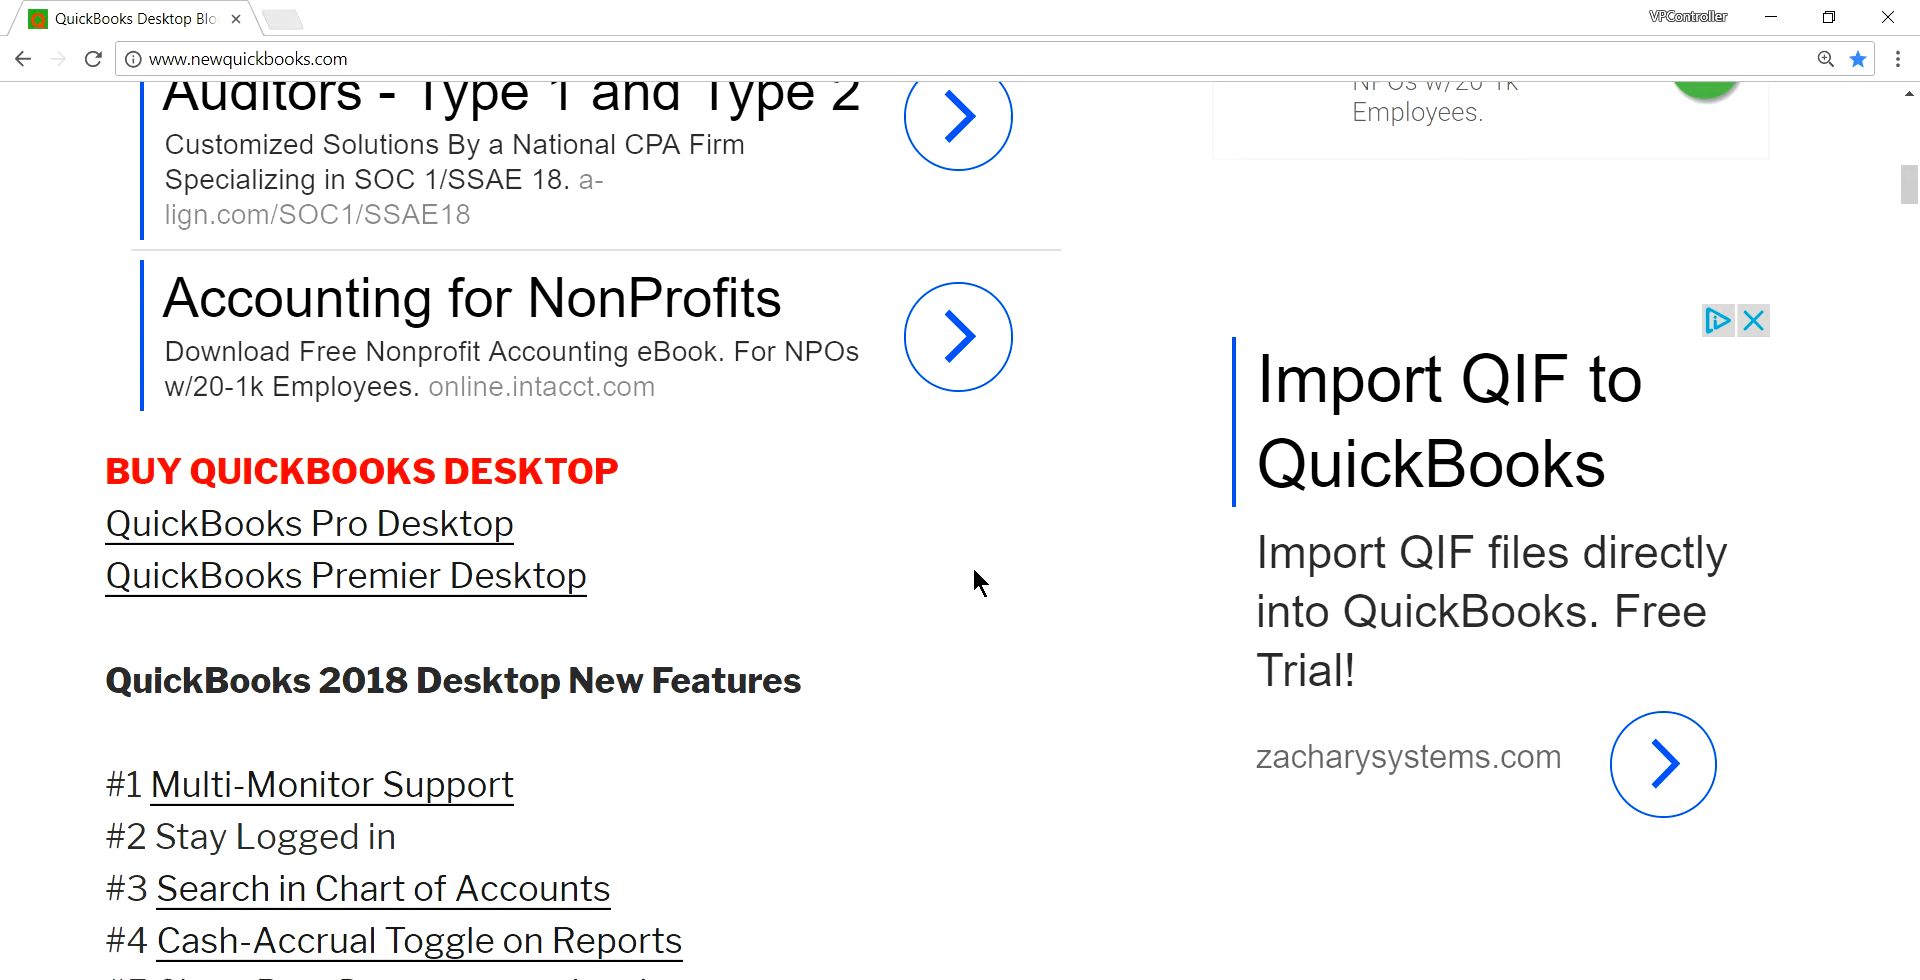 QuickBooks Desktop Blo
VPController
www.newquickbooks.com
Auditors - Type 1 and Type 2
Customized Solutions By a National CPA Firm
Specializing in SOC 1/SSAE 18. a-
lign.com/SOC1/SSAE18
Accounting for NonProfits
Download Free Nonprofit Accounting eBook. For NPOs
w/20-1k Employees. online.intacct.com
BUY QUICKBOOKS DESKTOP
QuickBooks Pro Desktop
QuickBooks Premier Desktop
QuickBooks 2018 Desktop New Features
#1 Multi-Monitor Support
#2 Stay Logged in
#3 Search in Chart of Accounts
#4 Cash-Accrual Toggle on Reports
NPOs w/20-1k
Employees.
Import QIF to
QuickBooks
Import QIF files directly
into QuickBooks. Free
Trial!
zacharysystems.com